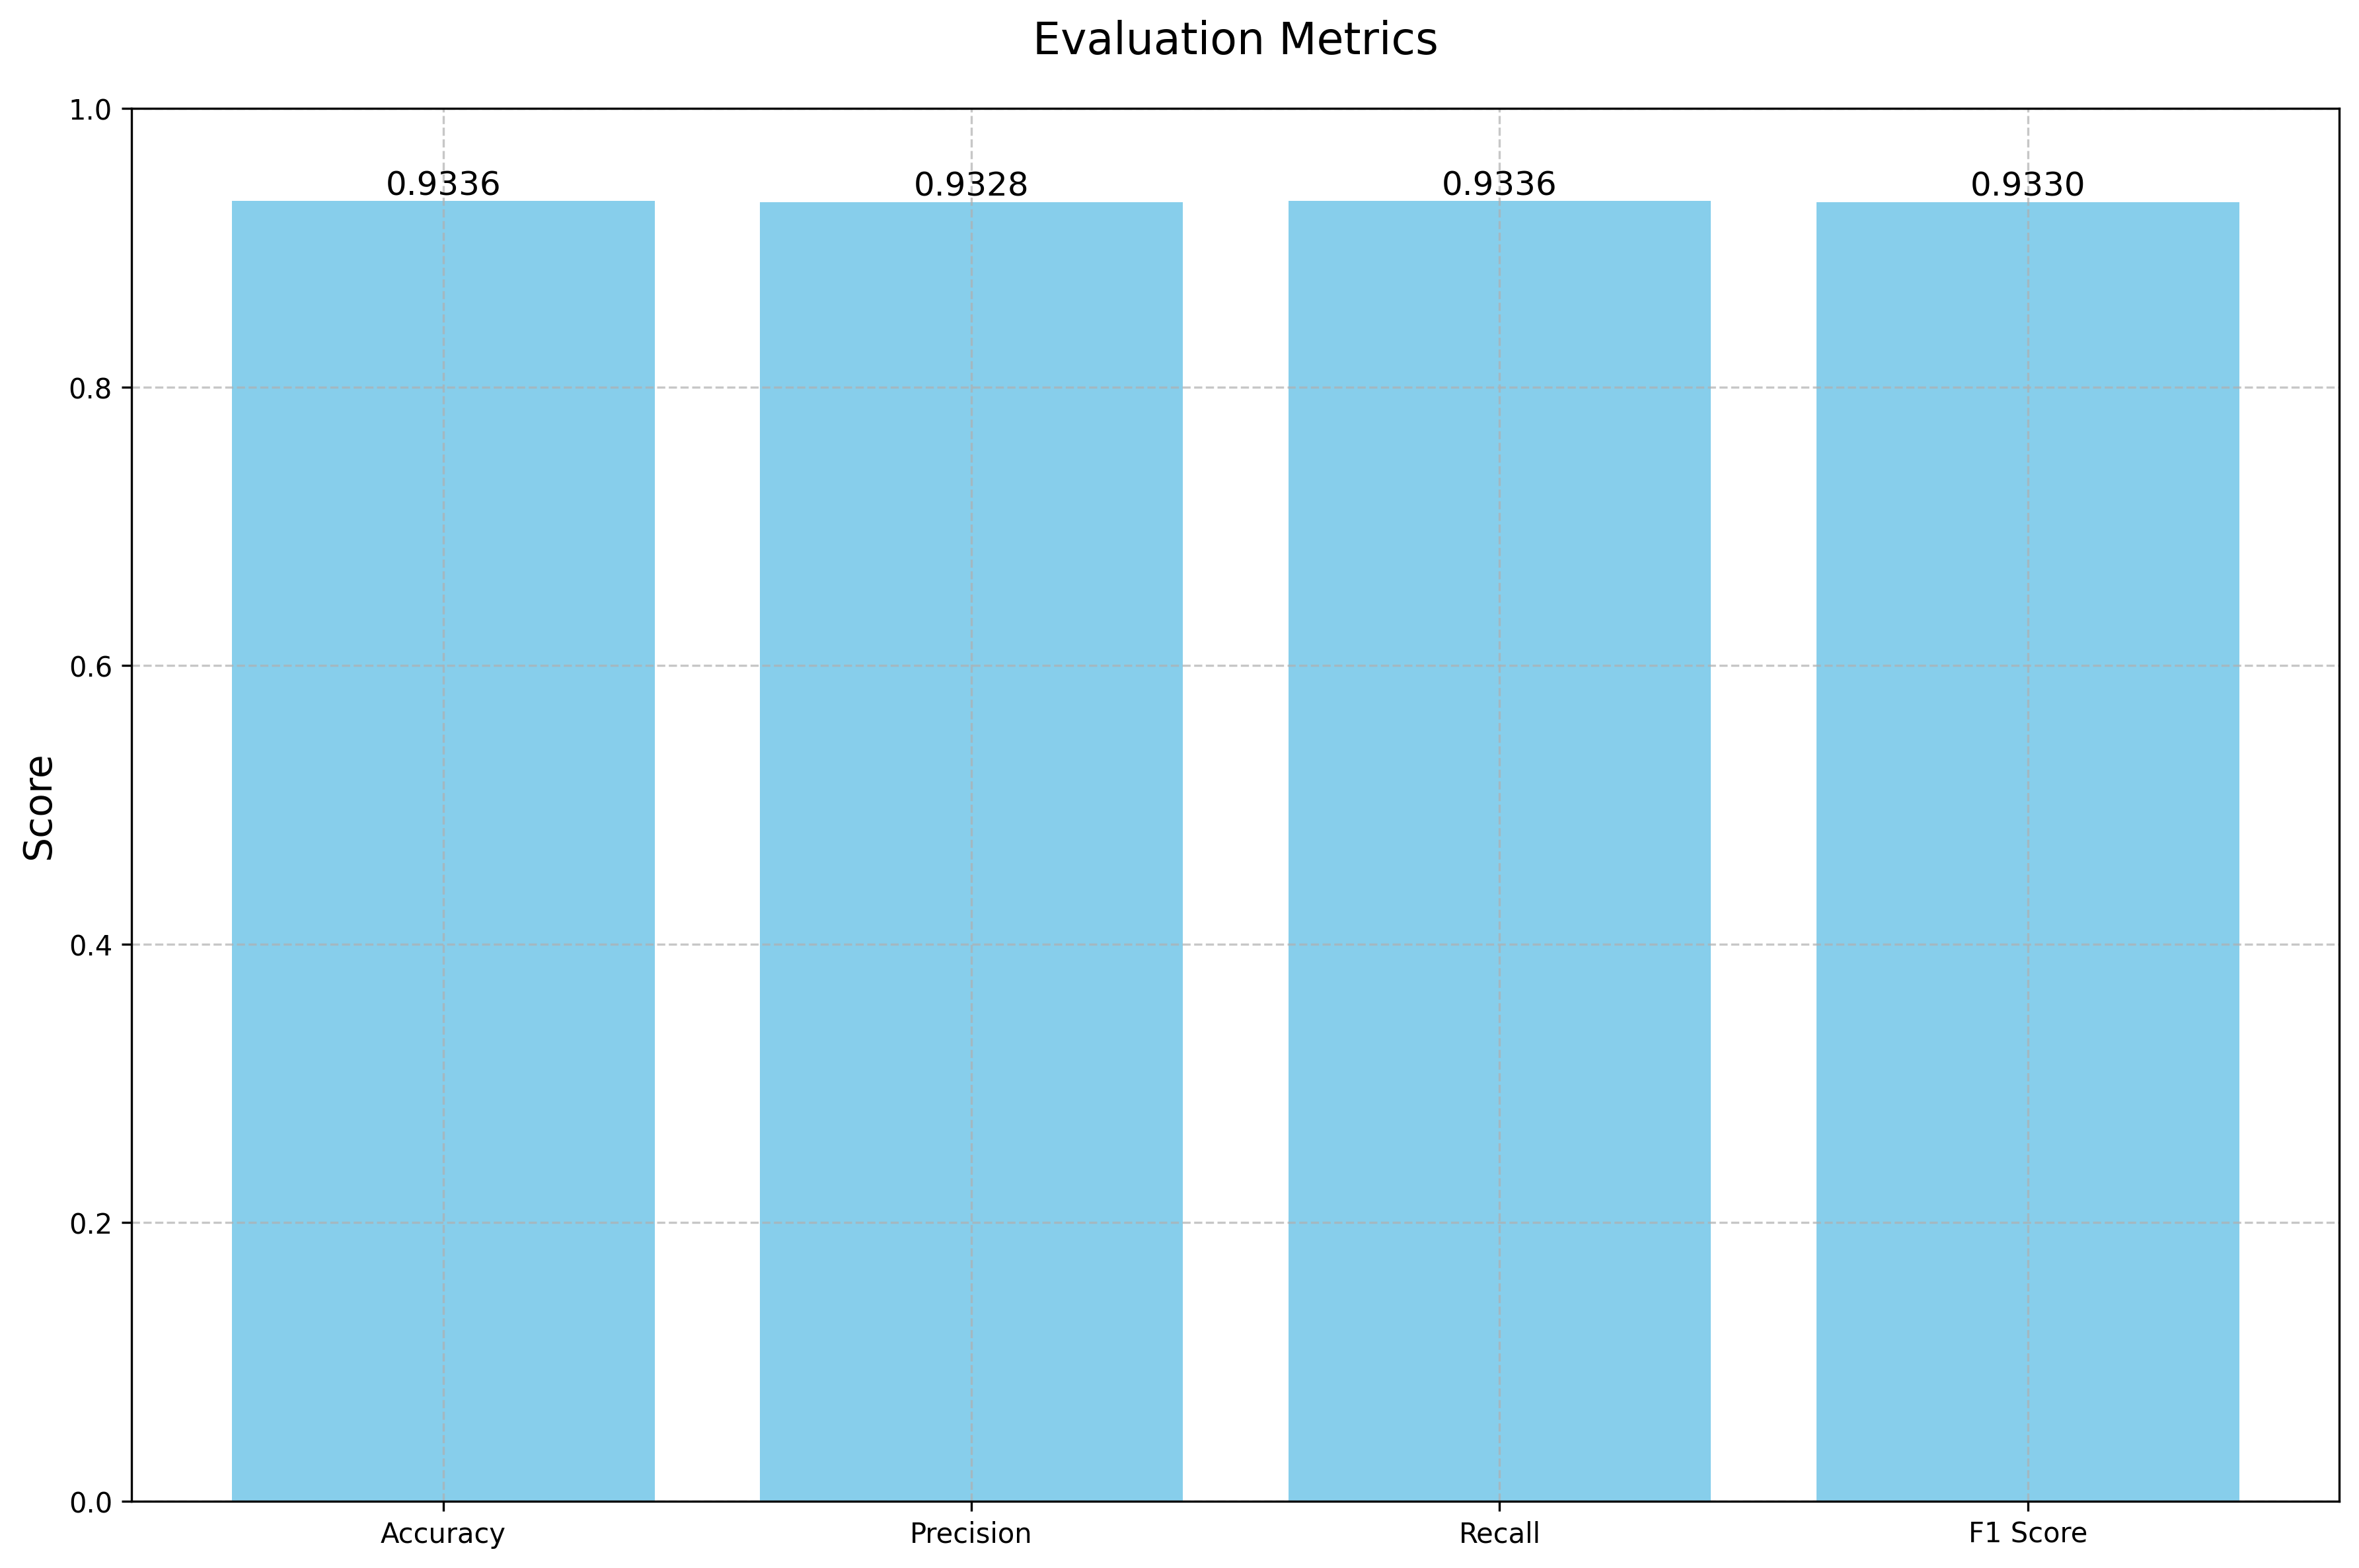 Evaluation Metrics
1.0
0.8
0.6
0.4
0.2
0.0
Score
0.9336
0.9328
0.9336
0.9330
Accuracy
Precision
Recall
F1 Score